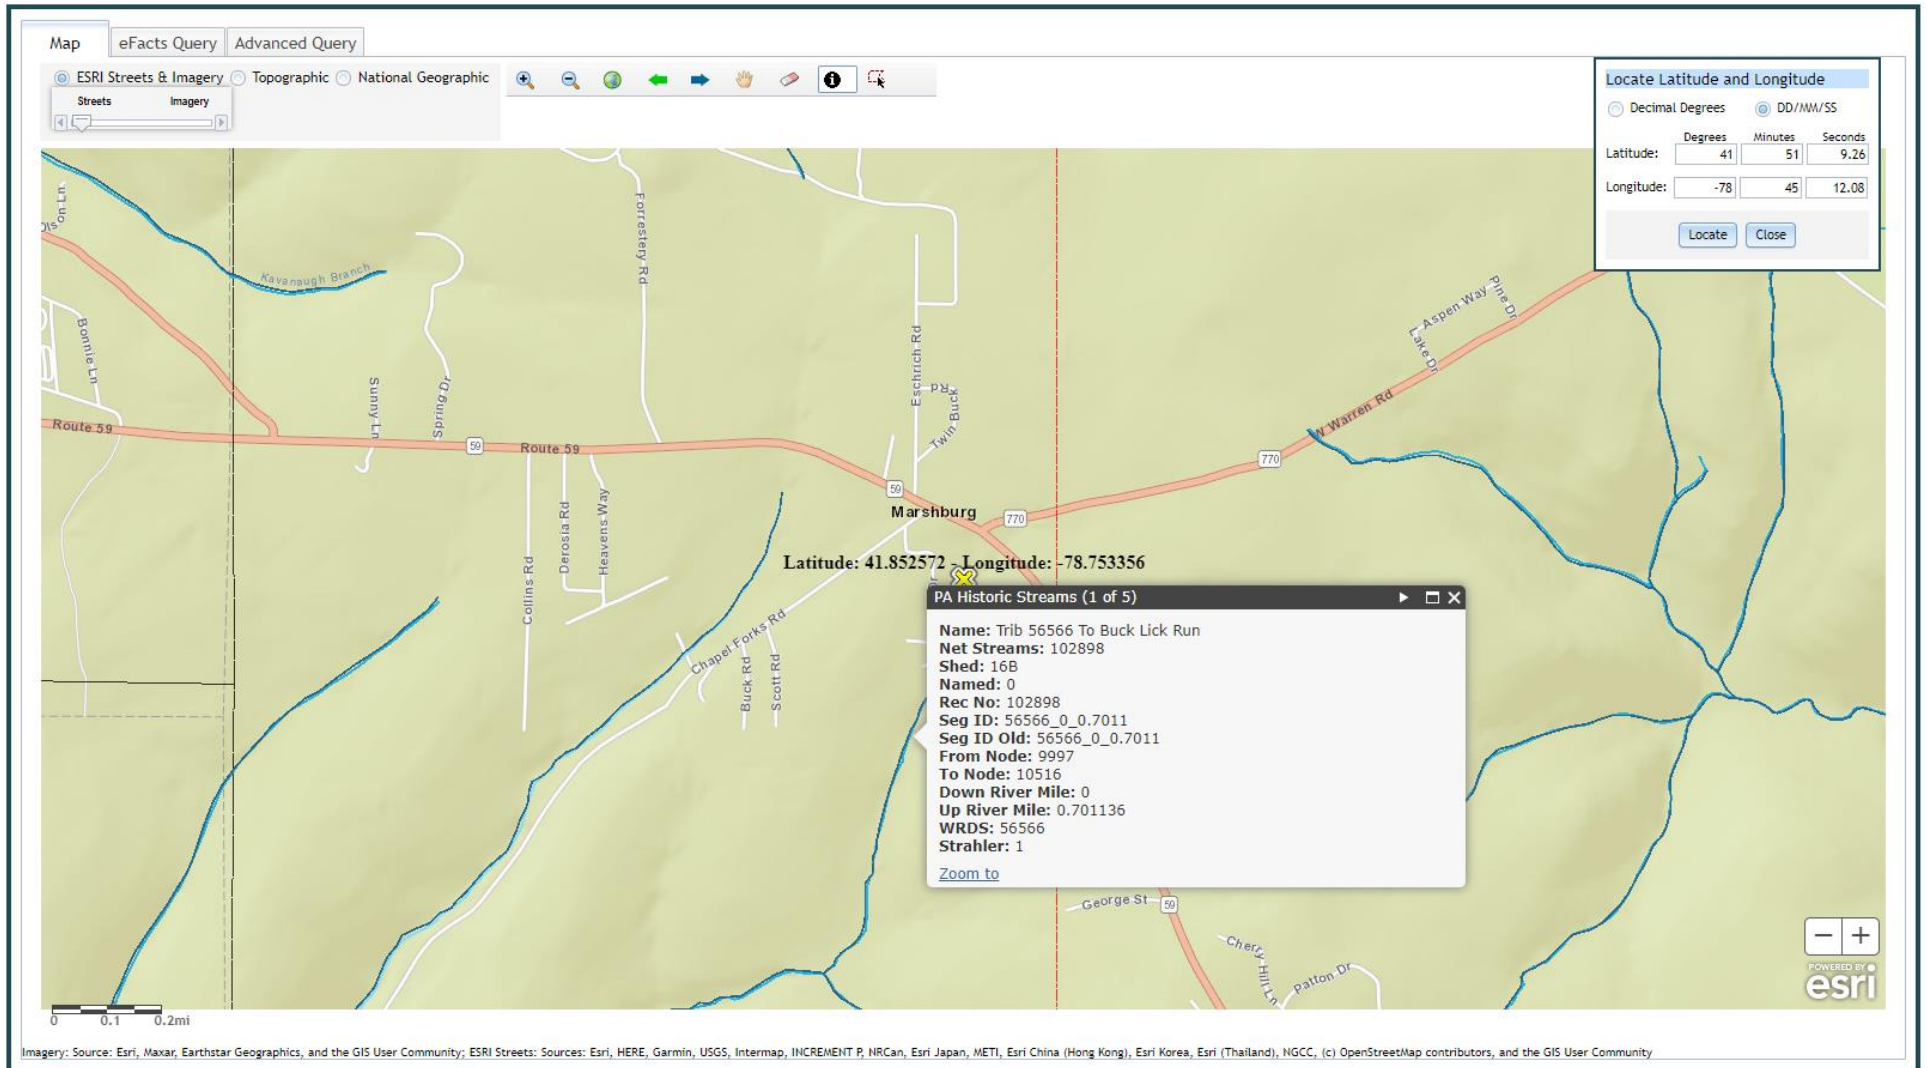 Map eFacts Query Advanced Query
ESRI Streets & Imagery Topographic National Geographic
Streets Imagery
Locate Latitude and Longitude
Decimal Degrees DD/MM/SS
Degrees Minutes Seconds
Latitude: 41 51 9.26
Longitude: -78 45 12.08
Locate Close
on Ln
Ols
Kavanaugh Branch
Forrestery Rd
Bonnie Ln
Sunny Ln
Spring Dr
Route 59
59
Route 59
Eschrich Rd
Rd
Twin Buck
Aspen Way
Pine Dr
Lake Dr
W Warren Rd
770
59
Marshburg
770
Collins Rd
Derosia Rd
Heavens Way
Latitude: 41.852572 - Longitude: -78.753356
Chapel Forks Rd
Buck Rd
Scott Rd
PA Historic Streams (1 of 5)
Name: Trib 56566 To Buck Lick Run
Net Streams: 102898
Shed: 16B
Named: 0
Rec No: 102898
Seg ID: 56566_0_0.7011
Seg ID Old: 56566_0_0.7011
From Node: 9997
To Node: 10516
Down River Mile: 0
Up River Mile: 0.701136
WRDS: 56566
Strahler: 1
Zoom to
George St
59
Cherry Hill Ln
Patton Dr
POWERED BY
esri
0 0.1 0.2mi
Imagery: Source: Esri, Maxar, Earthstar Geographics, and the GIS User Community; ESRI Streets: Sources: Esri, HERE, Garmin, USGS, Intermap, INCREMENT P, NRCan, Esri Japan, METI, Esri China (Hong Kong), Esri Korea, Esri (Thailand), NGCC, (c) OpenStreetMap contributors, and the GIS User Community